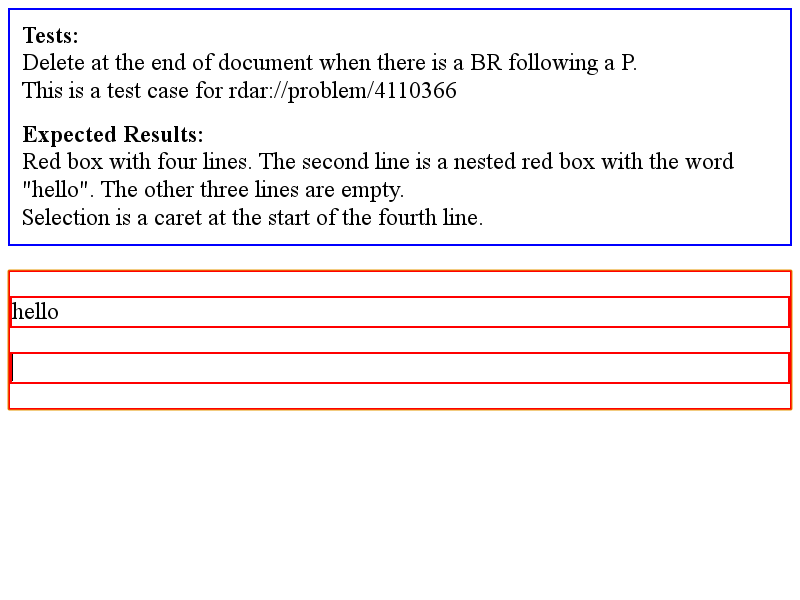 Tests:
Delete at the end of document when there is a BR following a P.
This is a test case for rdar://problem/4110366
Expected Results:
Red box with four lines. The second line is a nested red box with the word
"hello". The other three lines are empty.
Selection is a caret at the start of the fourth line.
hello